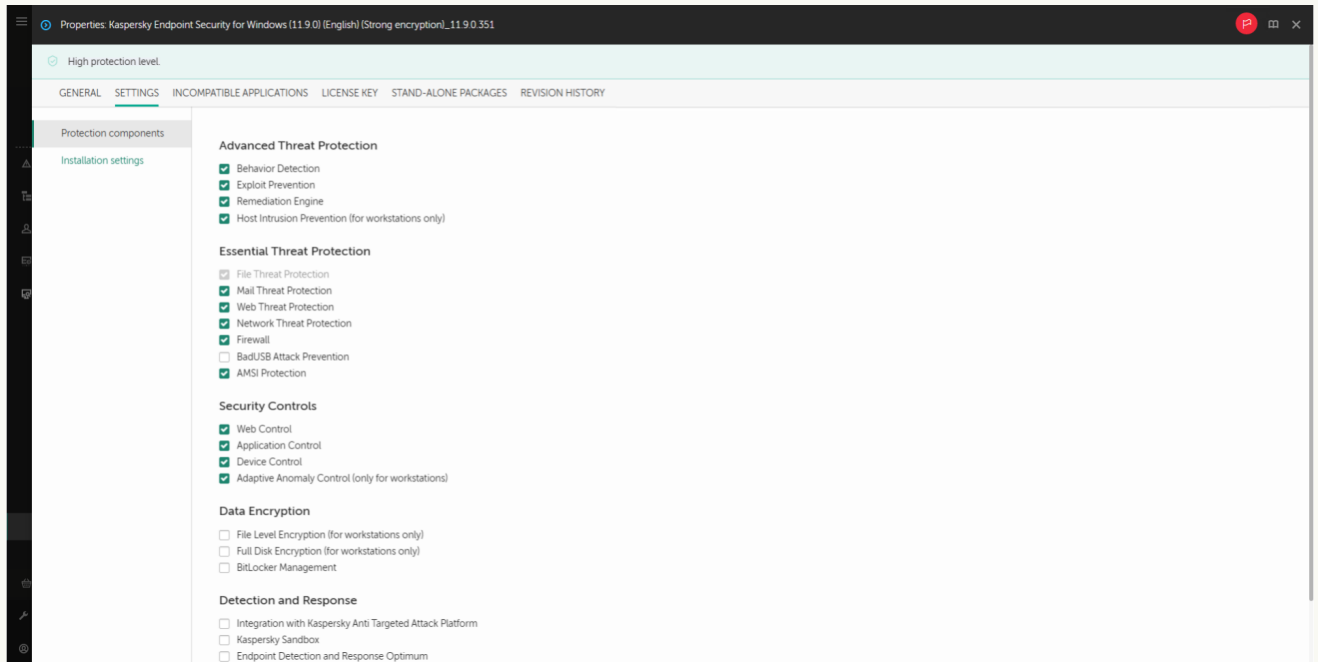 Properties: Kaspersky Endpoint Security for Windows (11.9.0) (English) (Strong encryption)_11.9.0.351
High protection level.
GENERAL SETTINGS INCOMPATIBLE APPLICATIONS LICENSE KEY STAND-ALONE PACKAGES REVISION HISTORY
Protection components
Installation settings
Advanced Threat Protection
Behavior Detection
Exploit Prevention
Remediation Engine
Host Intrusion Prevention (for workstations only)
Essential Threat Protection
File Threat Protection
Mail Threat Protection
Web Threat Protection
Network Threat Protection
Firewall
BadUSB Attack Prevention
AMSI Protection
Security Controls
Web Control
Application Control
Device Control
Adaptive Anomaly Control (only for workstations)
Data Encryption
File Level Encryption (for workstations only)
Full Disk Encryption (for workstations only)
BitLocker Management
Detection and Response
Integration with Kaspersky Anti Targeted Attack Platform
Kaspersky Sandbox
Endpoint Detection and Response Optimum